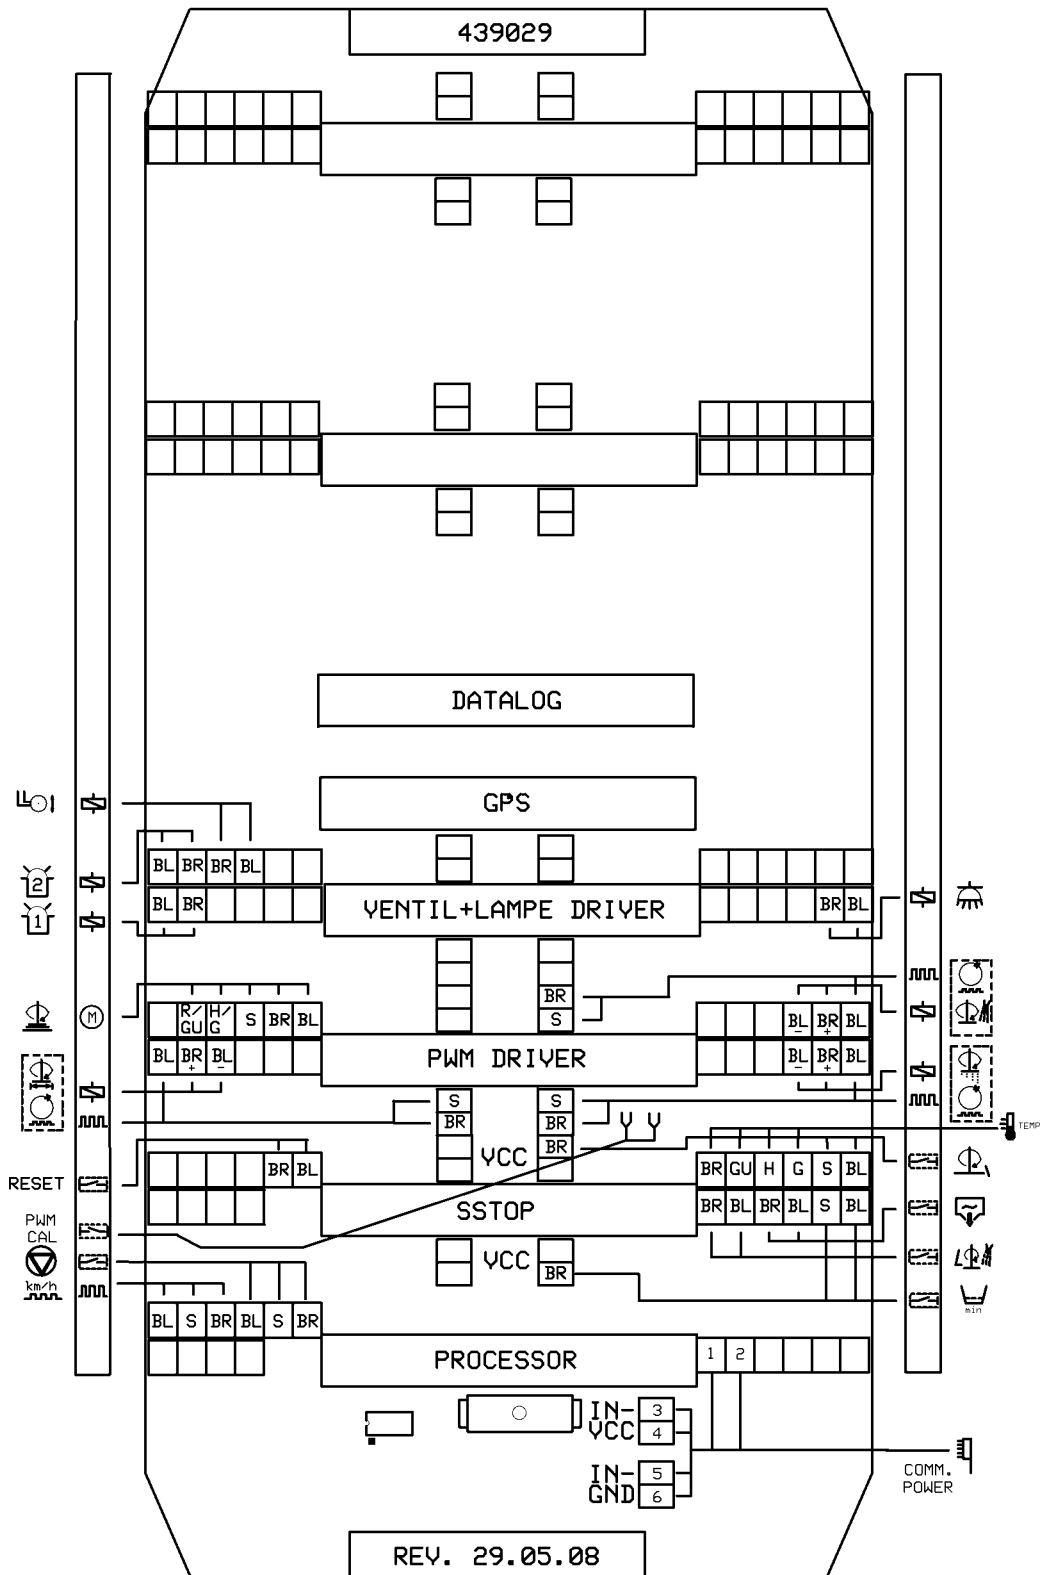 439029
DATALOG
GPS
BL BR BR BL
2
BL BR
VENTIL+LAMPE DRIVER
BR BL
1
BR
R/GU H/G S BR BL
S
BL - BR + BL
M
BL BR + BL -
PWM DRIVER
BL - BR + BL
S
S
BR
BR
TEMP
BR
BR BL
VCC
BR GU H G S BL
RESET
SSTOP
BR BL BR BL S BL
PWM
CAL
VCC
BR
km/h
min
BL S BR BL S BR
PROCESSOR
1 2
IN- 3
VCC 4
IN- 5
GND 6
COMM.
POWER
REV. 29.05.08